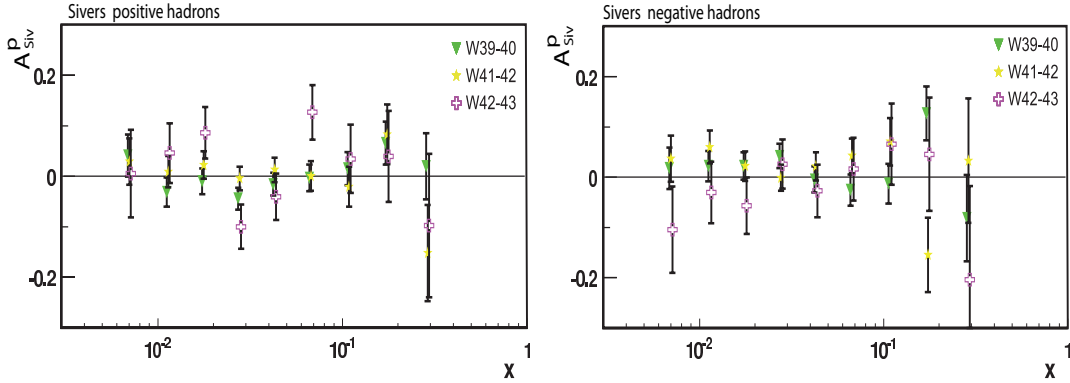 Sivers positive hadrons
A^p_Siv
W39-40
W41-42
W42-43
0.2
0
-0.2
10^-2
10^-1
1
x
Sivers negative hadrons
A^p_Siv
W39-40
W41-42
W42-43
0.2
0
-0.2
10^-2
10^-1
1
x